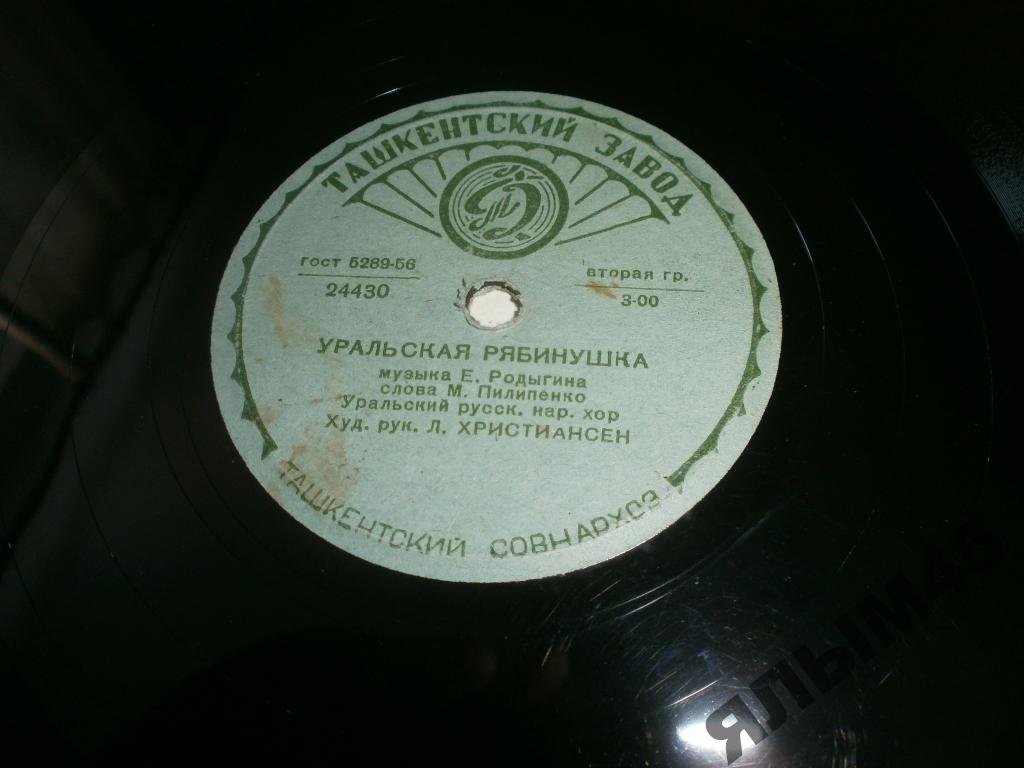 ТАШКЕНТСКИЙ ЗАВОД
гост 5289-56
24430
вторая гр.
3-00
УРАЛЬСКАЯ РЯБИНУШКА
музыка Е. Родыгина
слова М. Пилипенко
Уральский русск. нар. хор
Худ. рук. Л. ХРИСТИАНСЕН
ТАШКЕНТСКИЙ СОВНАРХОЗ
ЯЛЫМ45